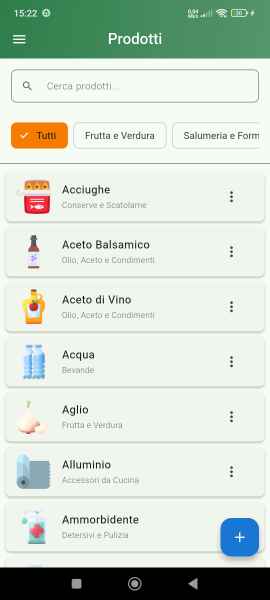 15:22
Prodotti
Cerca prodotti...
Tutti
Frutta e Verdura
Salumeria e Form
Acciughe
Conserve e Scatolame
Aceto Balsamico
Olio, Aceto e Condimenti
Aceto di Vino
Olio, Aceto e Condimenti
Acqua
Bevande
Aglio
Frutta e Verdura
Alluminio
Accessori da Cucina
Ammorbidente
Detersivi e Pulizia